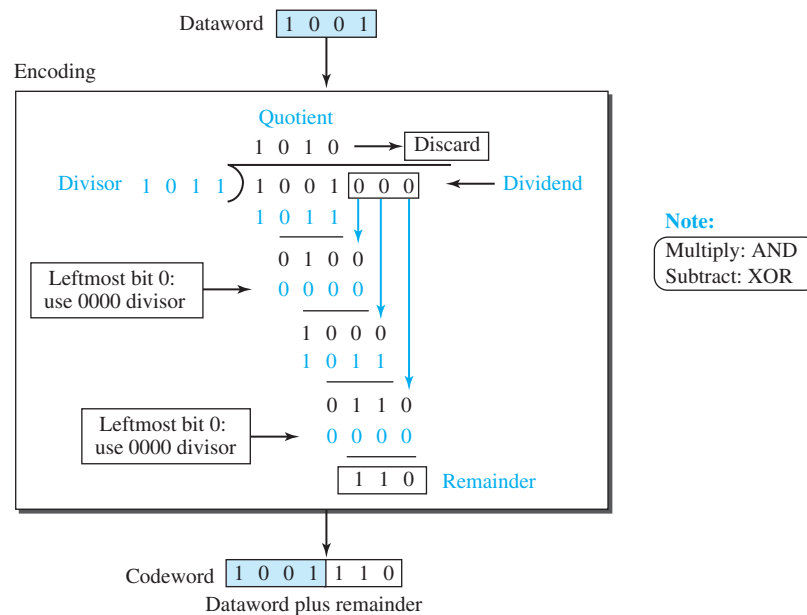 Dataword 1 0 0 1
Encoding
Quotient
1 0 1 0 Discard
Divisor 1 0 1 1 1 0 0 1 0 0 0 Dividend
1 0 1 1
Note:
Multiply: AND
Subtract: XOR
0 1 0 0
Leftmost bit 0:
use 0000 divisor
0 0 0 0
1 0 0 0
1 0 1 1
0 1 1 0
Leftmost bit 0:
use 0000 divisor
0 0 0 0
1 1 0 Remainder
Codeword 1 0 0 1 1 1 0
Dataword plus remainder